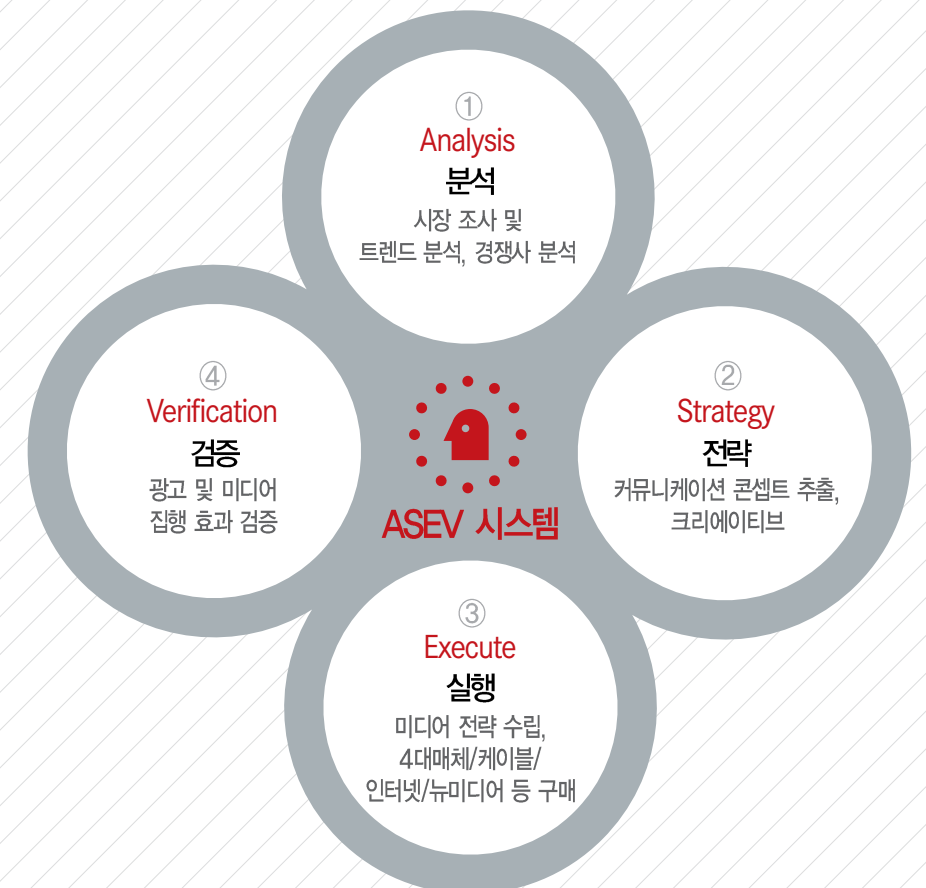 ①
Analysis
분석
시장 조사 및
트렌드 분석, 경쟁사 분석
②
Strategy
전략
커뮤니케이션 콘셉트 추출,
크리에이티브
③
Execute
실행
미디어 전략 수립,
4대매체/케이블/
인터넷/뉴미디어 등 구매
④
Verification
검증
광고 및 미디어
집행 효과 검증
ASEV 시스템